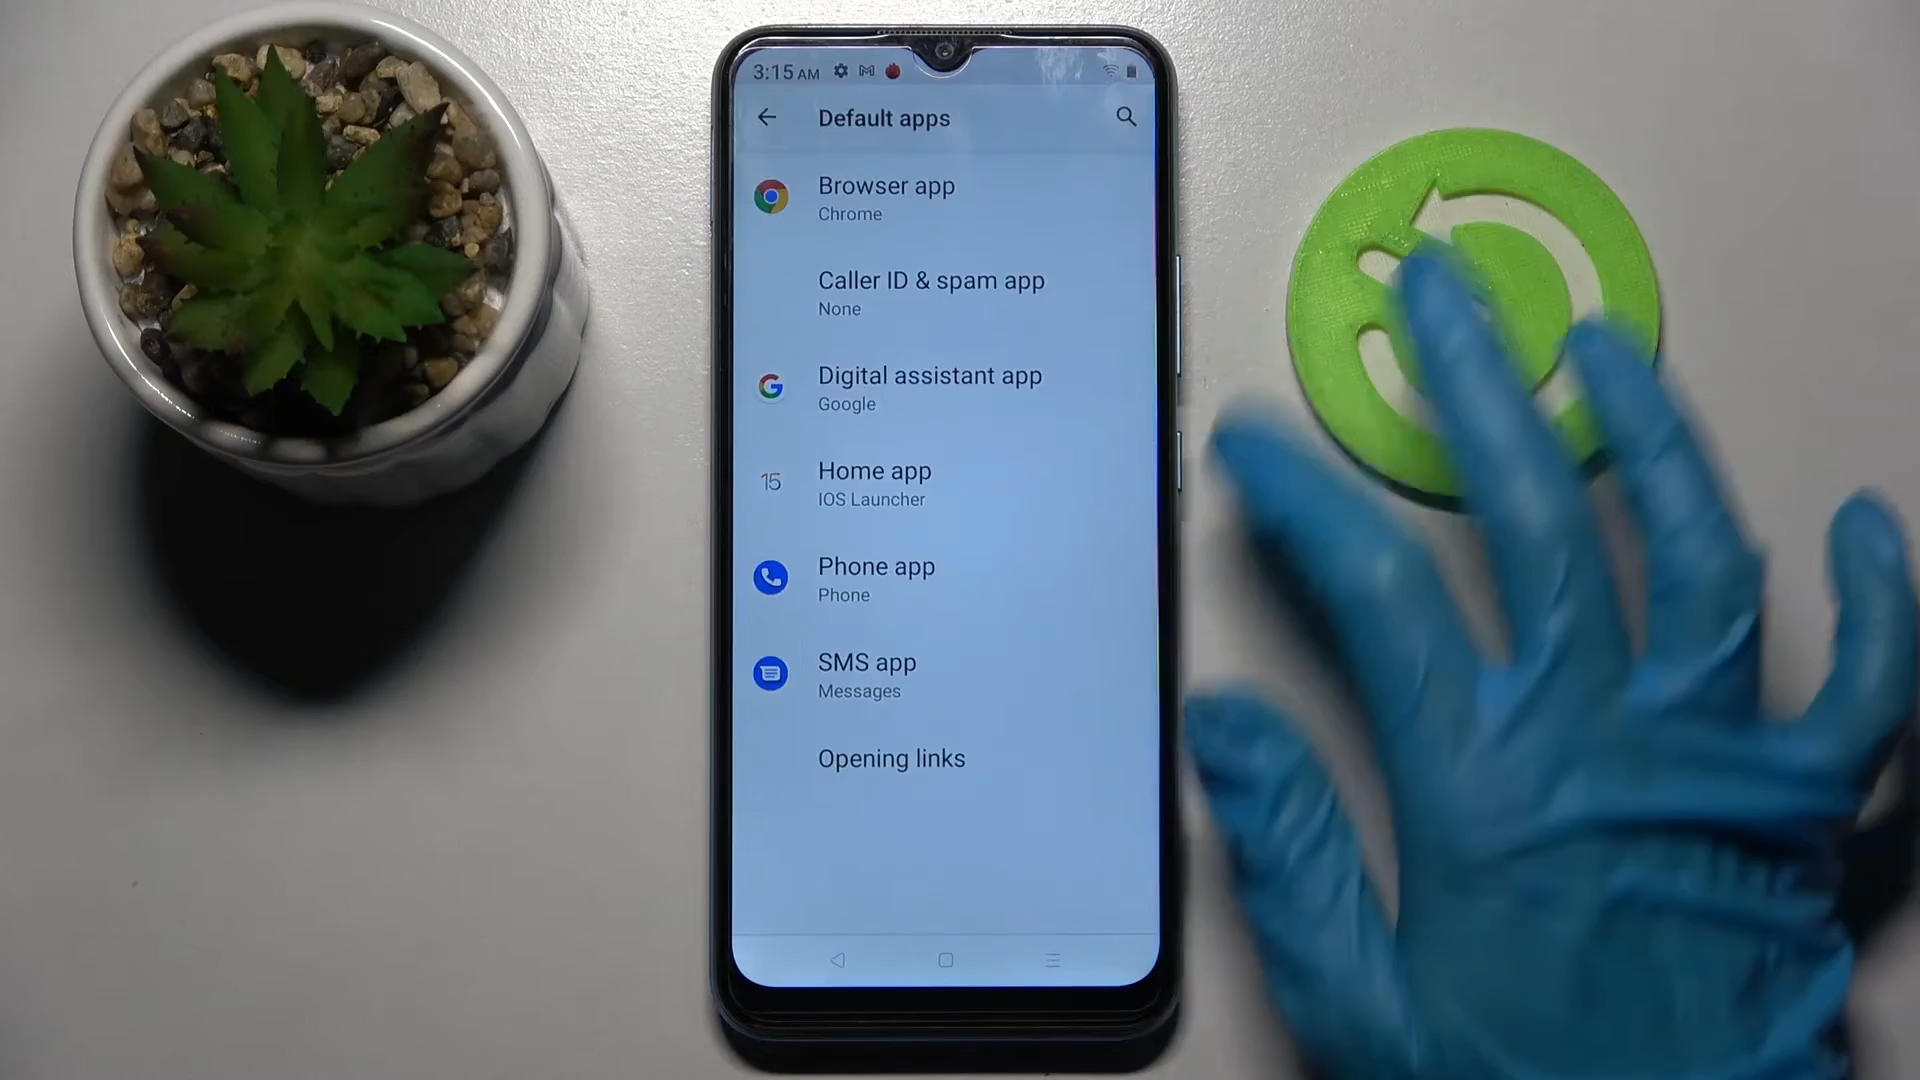 3:15 AM
Default apps
Browser app
Chrome
Caller ID & spam app
None
Digital assistant app
Google
15
Home app
IOS Launcher
Phone app
Phone
SMS app
Messages
Opening links